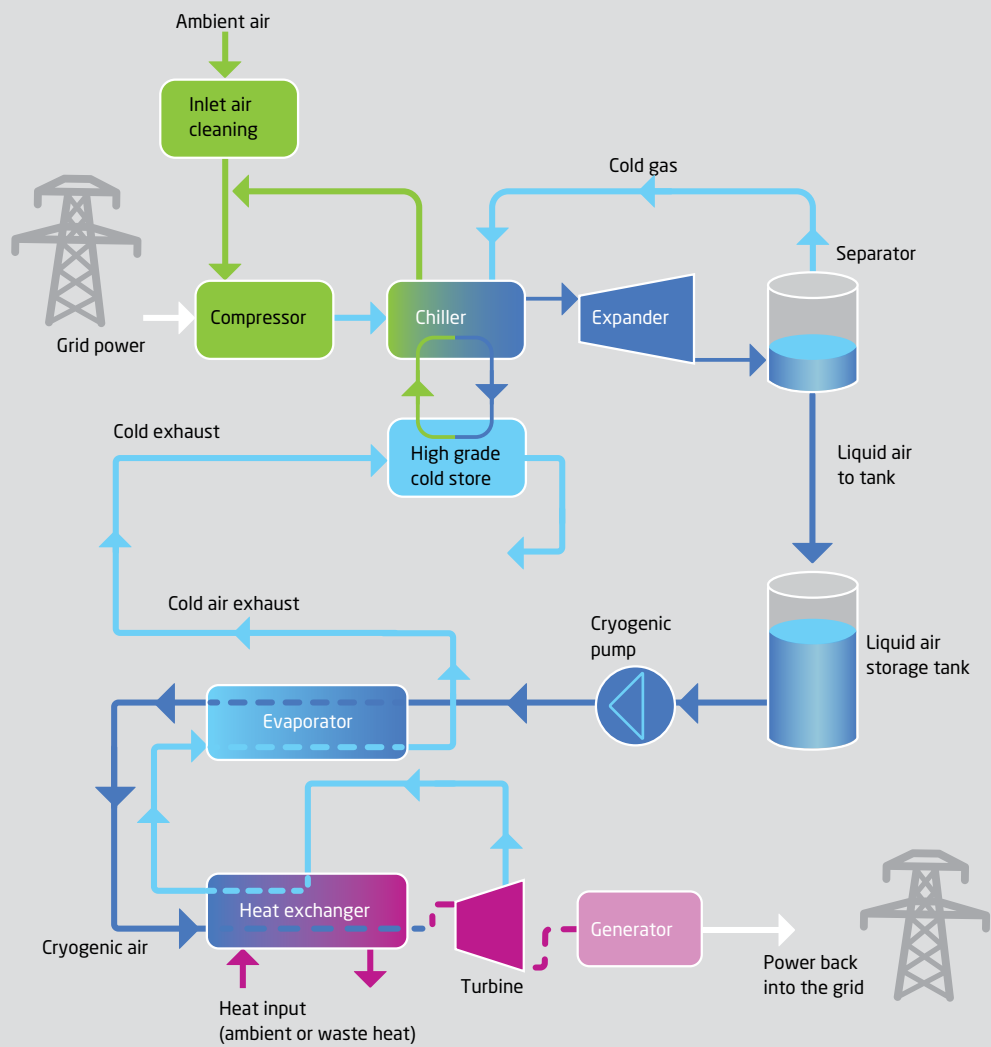 Ambient air
Inlet air
cleaning
Cold gas
Separator
Grid power
Compressor
Chiller
Expander
Cold exhaust
High grade
cold store
Liquid air
to tank
Cold air exhaust
Cryogenic
pump
Liquid air
storage tank
Evaporator
Heat exchanger
Cryogenic air
Turbine
Generator
Power back
into the grid
Heat input
(ambient or waste heat)